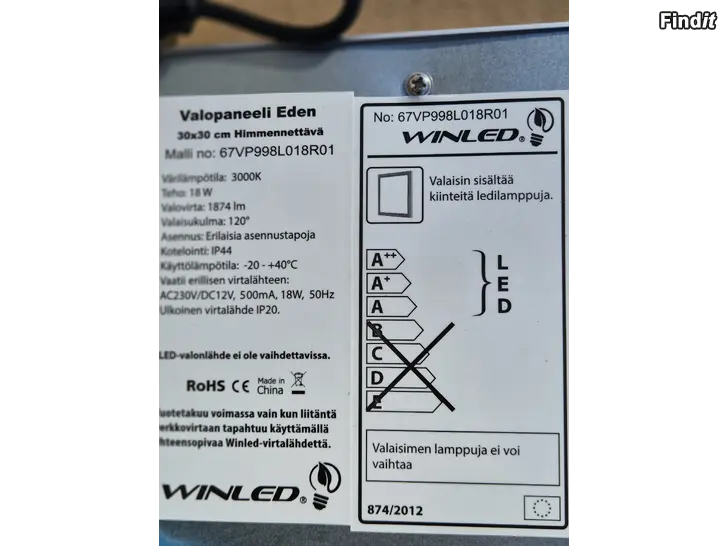 Findit
Valopaneeli Eden
30x30 cm Himmennettävä
Malli no: 67VP998L018R01
Värilämpötila: 3000K
Teho: 18 W
Valovirta: 1874 lm
Valaisukulma: 120°
Asennus: Erilaisia asennustapoja
Kotelointi: IP44
Käyttölämpötila: -20 - +40°C
Vaatii erillisen virtalähteen:
AC230V/DC12V, 500mA, 18W, 50Hz
Ulkoinen virtalähde IP20.
LED-valonlähde ei ole vaihdettavissa.
RoHS CE Made in
China
uotetakuu voimassa vain kun liitäntä
erkkovirtaan tapahtuu käyttämällä
hteensopivaa Winled-virtalähdettä.
WINLED®
No: 67VP998L018R01
WINLED®
Valaisin sisältää
kiinteitä ledilamppuja.
A++
A+
A
B
C
D
E
L
E
D
Valaisimen lamppuja ei voi
vaihtaa
874/2012